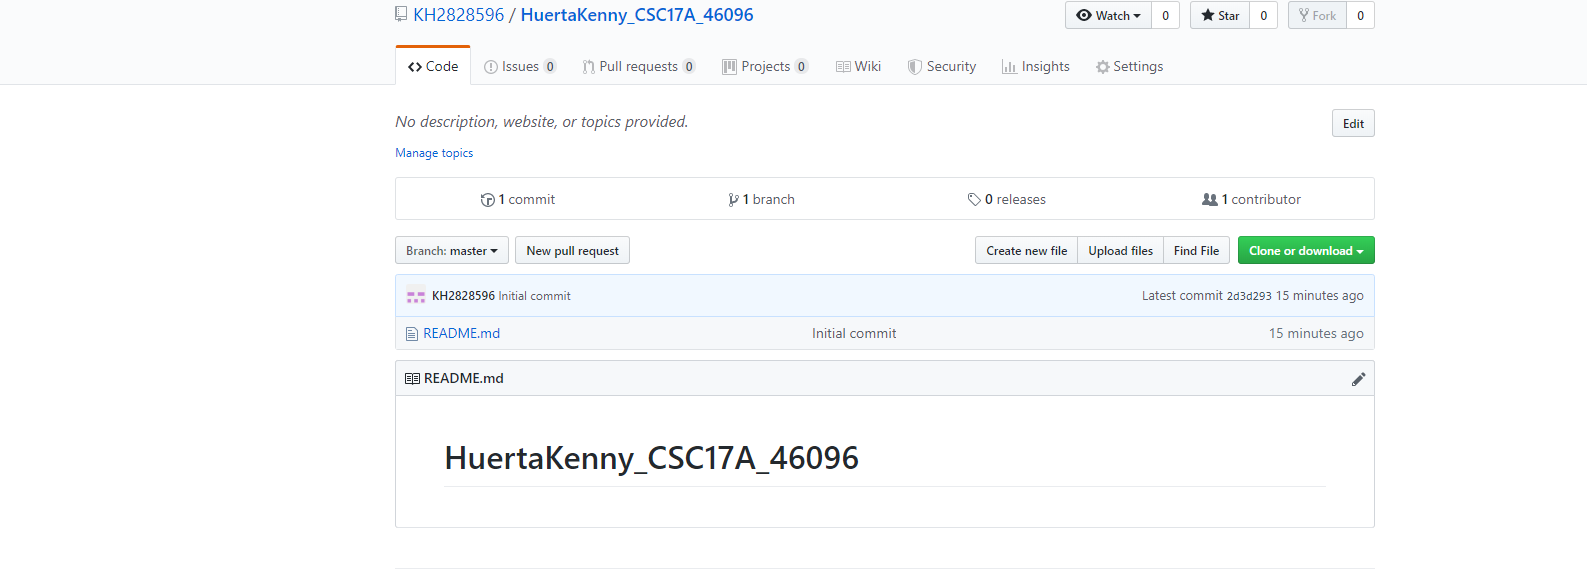 KH2828596 / HuertaKenny_CSC17A_46096 Watch 0 Star 0 Fork 0
Code Issues 0 Pull requests 0 Projects 0 Wiki Security Insights Settings
No description, website, or topics provided. Edit
Manage topics
1 commit 1 branch 0 releases 1 contributor
Branch: master New pull request Create new file Upload files Find File Clone or download
KH2828596 Initial commit Latest commit 2d3d293 15 minutes ago
README.md Initial commit 15 minutes ago
README.md
HuertaKenny_CSC17A_46096